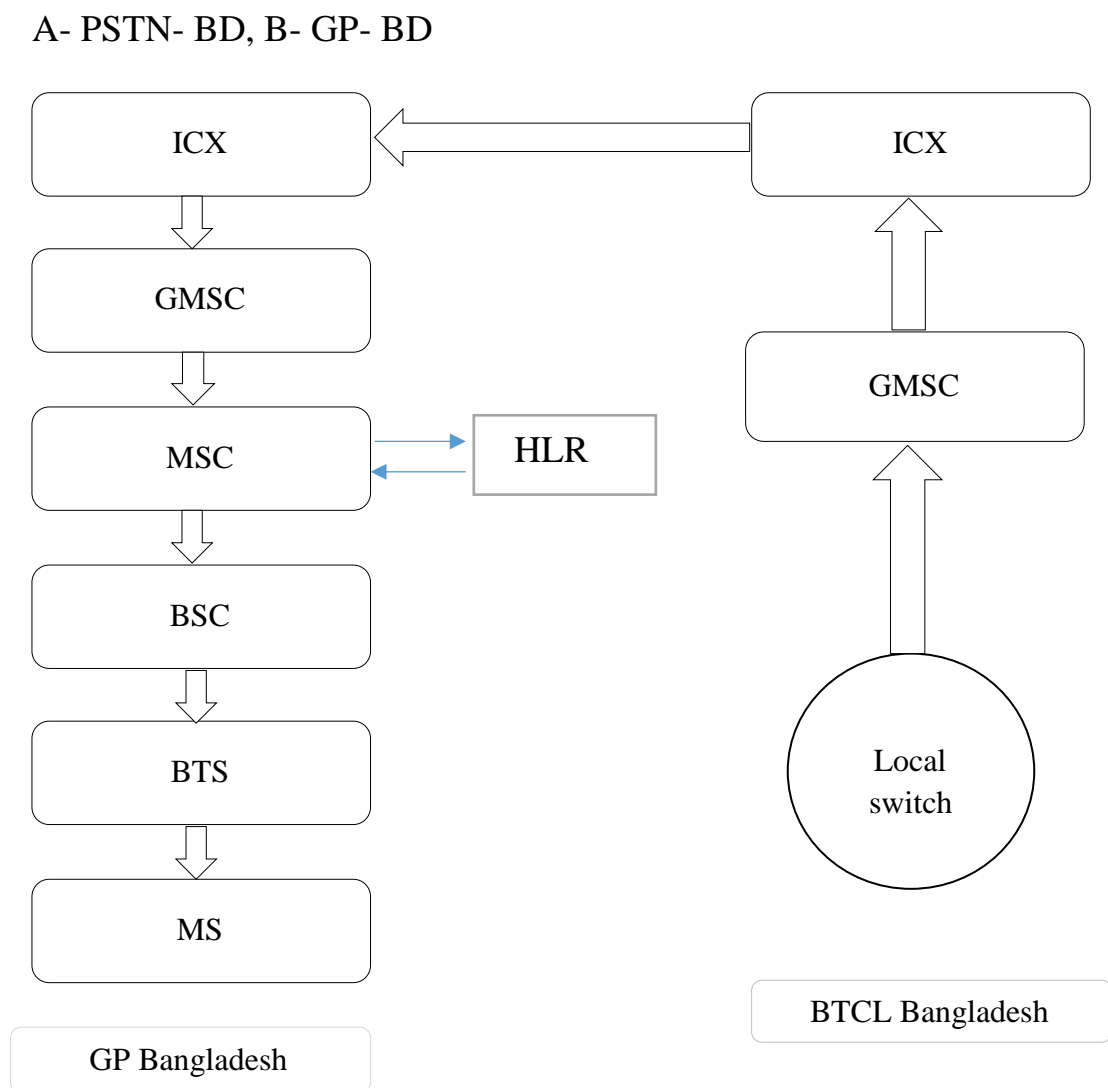 A- PSTN- BD, B- GP- BD
ICX
ICX
GMSC
GMSC
MSC
HLR
BSC
BTS
Local
switch
MS
BTCL Bangladesh
GP Bangladesh